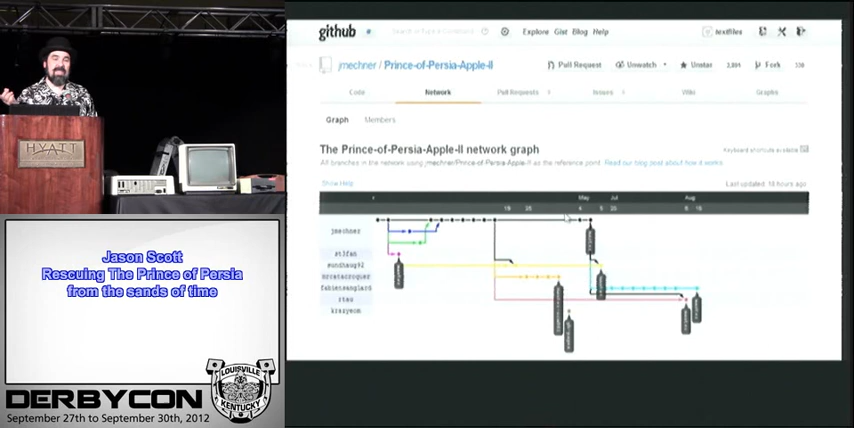 HYATT
Jason Scott
Rescuing The Prince of Persia
from the sands of time
LOUISVILLE
KENTUCKY
DERBYCON
September 27th to September 30th, 2012
github
Explore Gist Blog Help
textfiles
jmechner / Prince-of-Persia-Apple-II
Pull Request Unwatch Unstar Fork
Code Network Pull Requests Issues Wiki Graphs
Graph Members
The Prince-of-Persia-Apple-II network graph
Keyboard shortcuts available
All branches in the network using jmechner/Prince-of-Persia-Apple-II as the reference point. Read our blog post about how it works.
Show Help
Last updated: 18 hours ago
May Jul Aug
jmechner